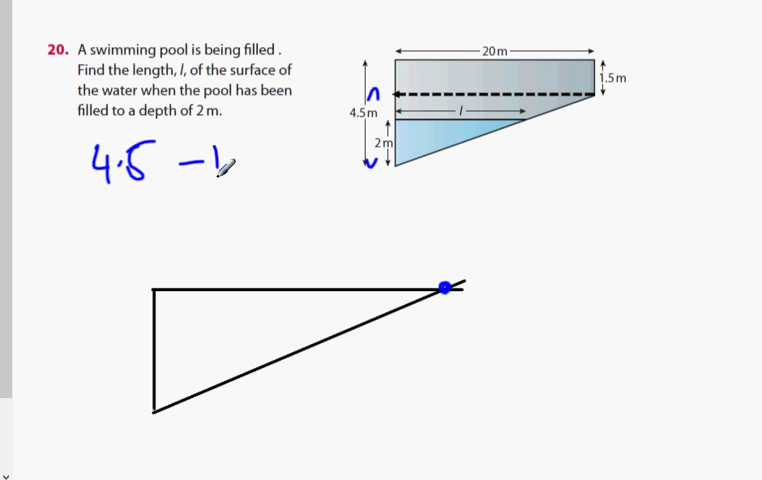 20. A swimming pool is being filled .
Find the length, l, of the surface of
the water when the pool has been
filled to a depth of 2 m.
20 m
1.5 m
4.5 m
l
2 m
4.5 - 1